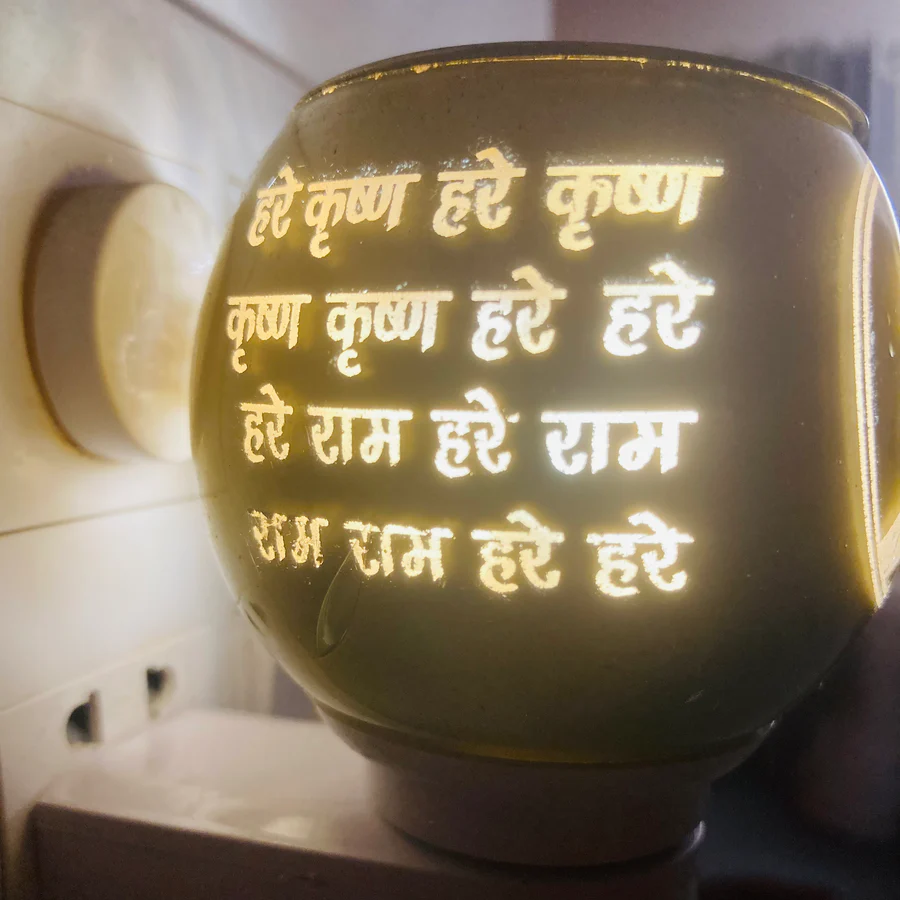 हरे कृष्ण हरे कृष्ण
कृष्ण कृष्ण हरे हरे
हरे राम हरे राम
राम राम हरे हरे